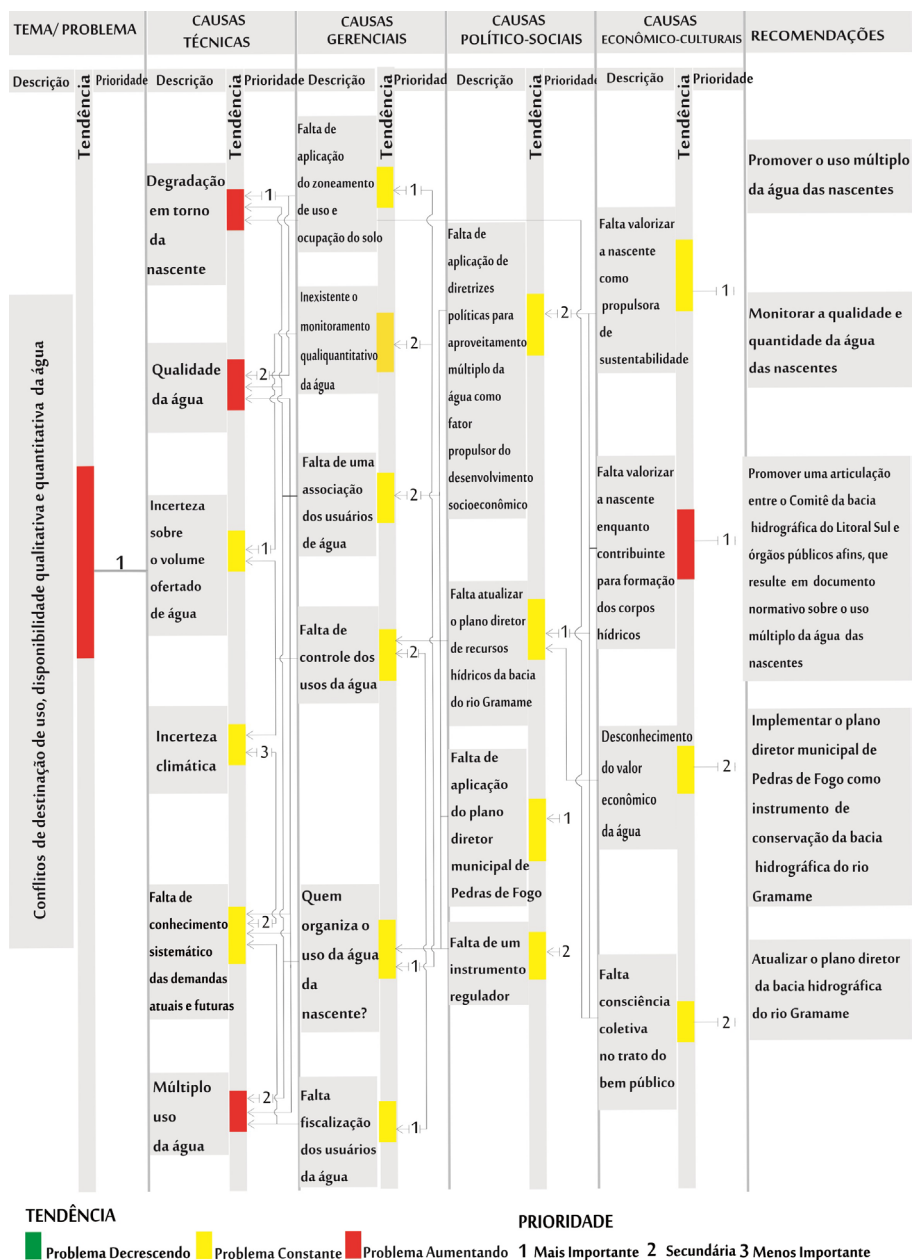 TEMA/ PROBLEMA
CAUSAS
TÉCNICAS
CAUSAS
GERENCIAIS
CAUSAS
POLÍTICO-SOCIAIS
CAUSAS
ECONÔMICO-CULTURAIS
RECOMENDAÇÕES
Descrição
Tendência
Prioridade
Descrição
Tendência
Prioridade
Descrição
Tendência
Prioridad
Descrição
Tendência
Prioridade
Descrição
Tendência
Prioridade
Conflitos de destinação de uso, disponibilidade qualitativa e quantitativa da água
1
Degradação
em torno
da
nascente
1
Qualidade
da água
2
Incerteza
sobre
o volume
ofertado
de água
1
Incerteza
climática
3
Falta de
conhecimento
sistemático
das demandas
atuais e futuras
2
Múltiplo
uso
da água
2
Falta de
aplicação
do zoneamento
de uso e
ocupação do solo
1
Inexistente o
monitoramento
qualiquantitativo
da água
2
Falta de uma
associação
dos usuários
de água
2
Falta de
controle dos
usos da água
2
Quem
organiza o
uso da água
da
nascente?
1
Falta
fiscalização
dos usuários
da água
1
Falta de
aplicação de
diretrizes
políticas para
aproveitamento
múltiplo da
água como
fator
propulsor do
desenvolvimento
socioeconômico
2
Falta atualizar
o plano diretor
de recursos
hídricos da bacia
do rio Gramame
1
Falta de
aplicação
do plano
diretor
municipal de
Pedras de Fogo
1
Falta de um
instrumento
regulador
2
Falta valorizar
a nascente
como
propulsora
de
sustentabilidade
1
Falta valorizar
a nascente
enquanto
contribuinte
para formação
dos corpos
hídricos
1
Desconhecimento
do valor
econômico
da água
2
Falta
consciência
coletiva
no trato do
bem público
2
Promover o uso múltiplo
da água das nascentes
Monitorar a qualidade e
quantidade da água
das nascentes
Promover uma articulação
entre o Comitê da bacia
hidrográfica do Litoral Sul e
órgãos públicos afins, que
resulte em documento
normativo sobre o uso
múltiplo da água das
nascentes
Implementar o plano
diretor municipal de
Pedras de Fogo como
instrumento de
conservação da bacia
hidrográfica do rio
Gramame
Atualizar o plano diretor
da bacia hidrográfica
do rio Gramame
TENDÊNCIA
Problema Decrescendo
Problema Constante
Problema Aumentando
PRIORIDADE
1 Mais Importante 2 Secundária 3 Menos Importante